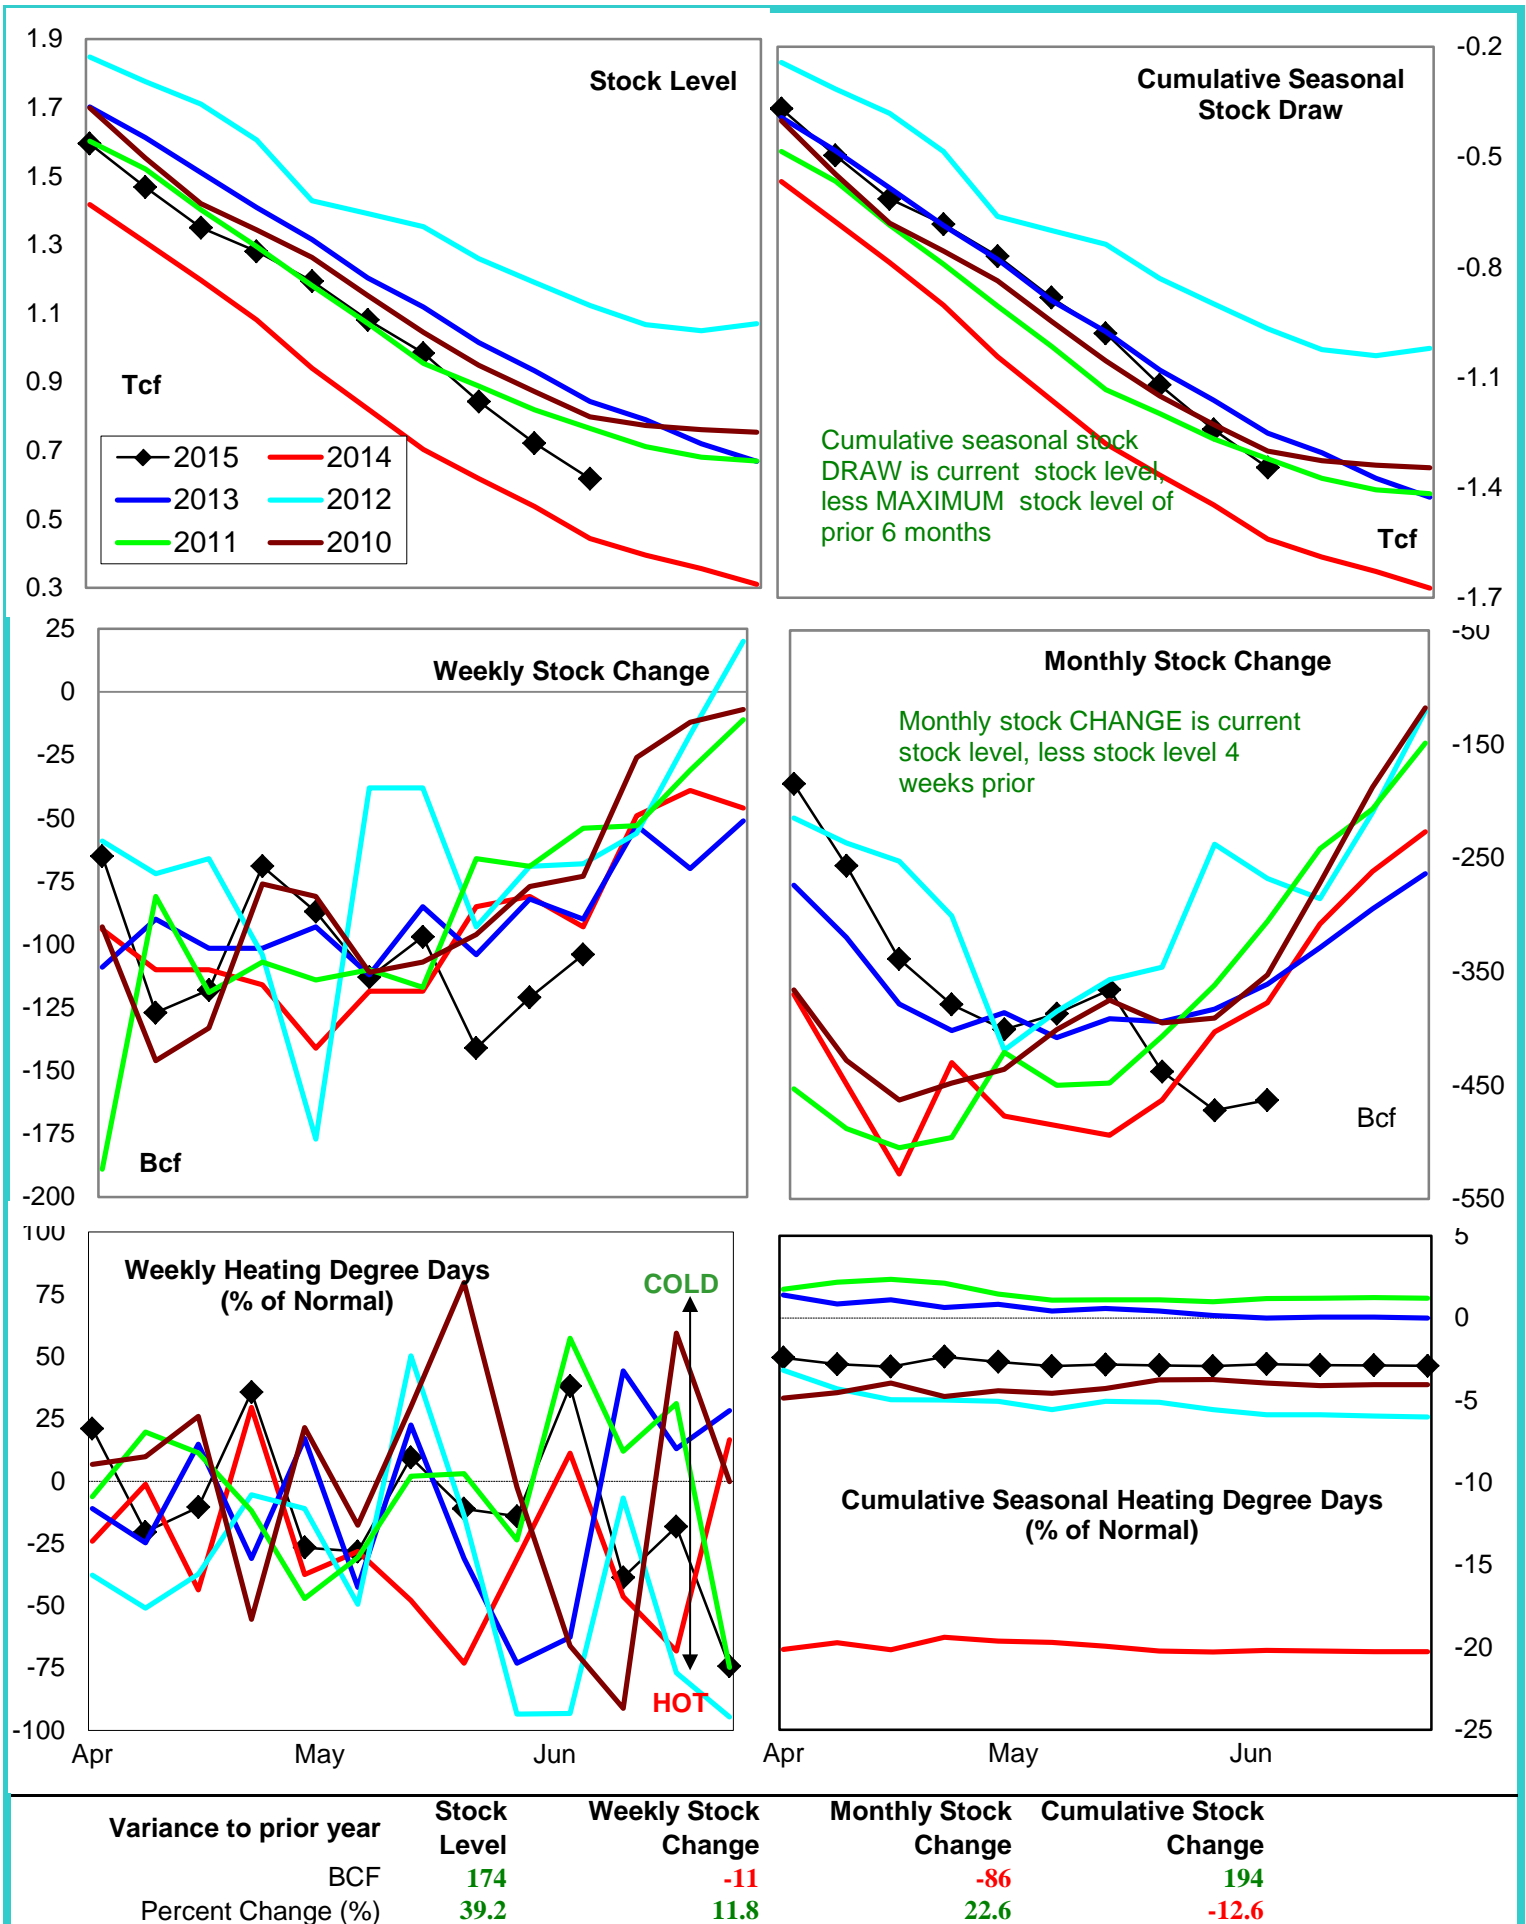 1.9
1.7
1.5
1.3
1.1
0.9
0.7
0.5
0.3
Stock Level
Tcf
2015 2014
2013 2012
2011 2010
-0.2
-0.5
-0.8
-1.1
-1.4
-1.7
Cumulative Seasonal
Stock Draw
Cumulative seasonal stock
DRAW is current stock level,
less MAXIMUM stock level of
prior 6 months
Tcf
25
0
-25
-50
-75
-100
-125
-150
-175
-200
Weekly Stock Change
Bcf
-50
-150
-250
-350
-450
-550
Monthly Stock Change
Monthly stock CHANGE is current
stock level, less stock level 4
weeks prior
Bcf
100
75
50
25
0
-25
-50
-75
-100
Weekly Heating Degree Days
(% of Normal)
COLD
HOT
Apr May Jun
5
0
-5
-10
-15
-20
-25
Cumulative Seasonal Heating Degree Days
(% of Normal)
Apr May Jun
Variance to prior year Stock Level Weekly Stock Change Monthly Stock Change Cumulative Stock Change
BCF 174 -11 -86 194
Percent Change (%) 39.2 11.8 22.6 -12.6